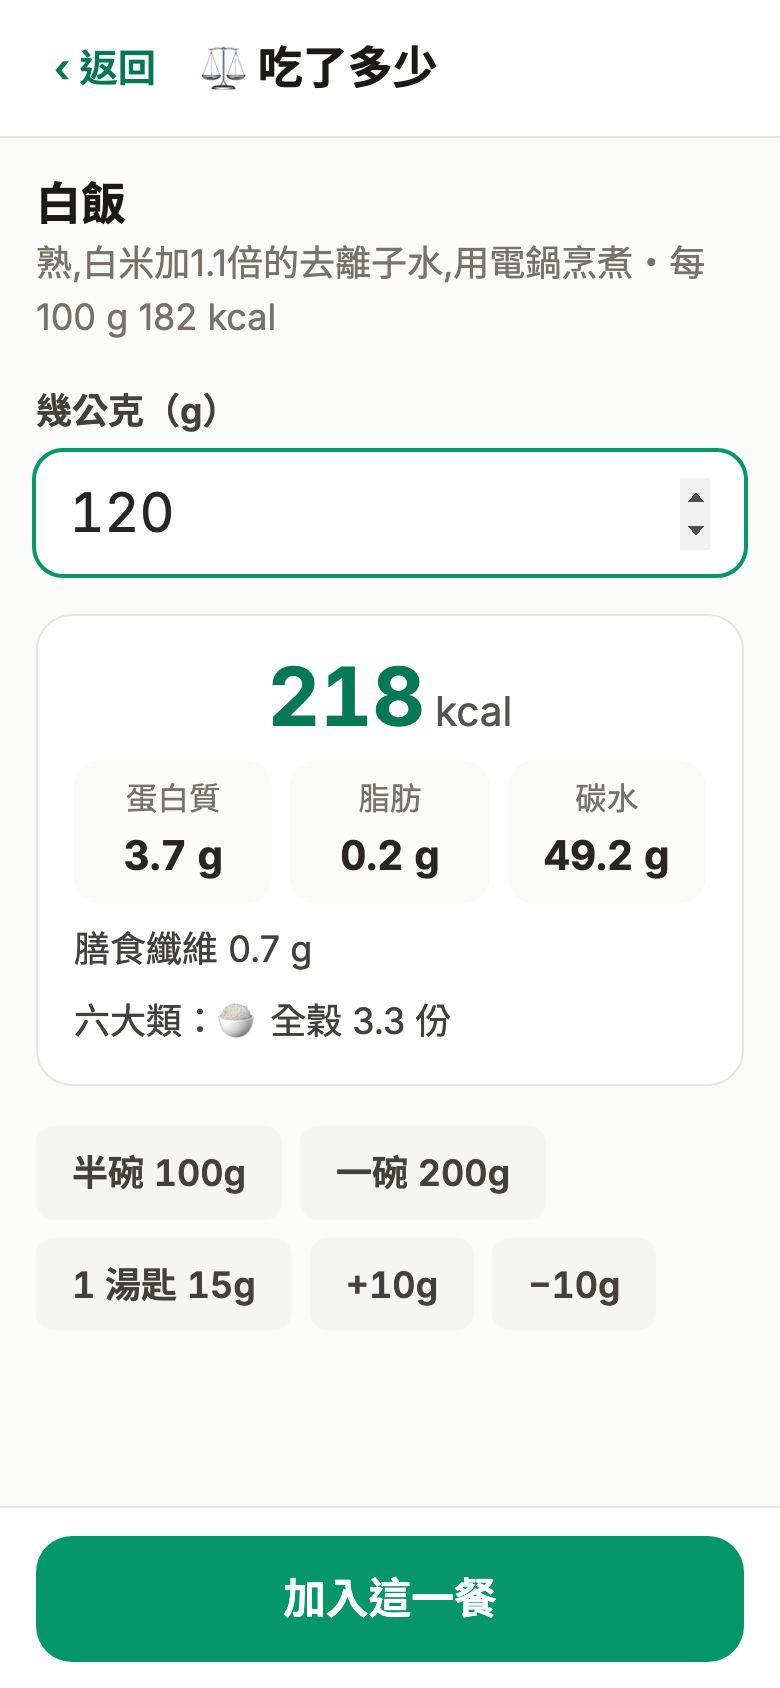 ‹ 返回 ⚖️ 吃了多少
白飯
熟,白米加1.1倍的去離子水,用電鍋烹煮・每
100 g 182 kcal
幾公克（g）
120
218 kcal
蛋白質 脂肪 碳水
3.7 g 0.2 g 49.2 g
膳食纖維 0.7 g
六大類：🍚 全穀 3.3 份
半碗 100g 一碗 200g
1 湯匙 15g +10g −10g
加入這一餐